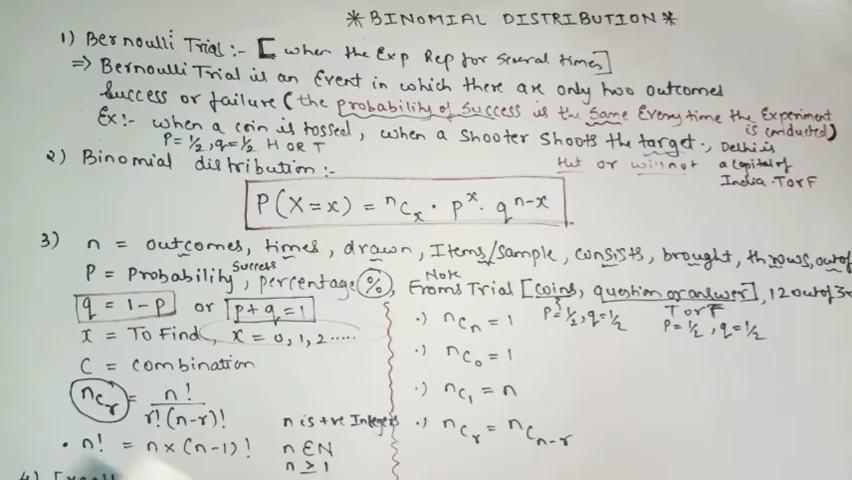 *BINOMIAL DISTRIBUTION*
1) Bernoulli Trial :- [when the Exp Rep for Several times]
⇒ Bernoulli Trial is an Event in which there are only two outcomes
Success or failure (the probability of Success is the same Every time the Experiment is conducted)
Ex:- when a coin is tossed, when a Shooter Shoots the target., Delhi is a capital of India. T or F
P=1/2, q=1/2 H OR T
Hit or will not
2) Binomial distribution :-
P(X=x) = nCx · p^x · q^n-x
3) n = outcomes, times, drawn, Items/Sample, consists, brought, throws, out of
P = Probability Success, percentage (%), From Trial [coins, question or answer], 12 out of 30
Note
q = 1-p or p+q=1
P=1/2, q=1/2
T or F
P=1/2, q=1/2
x = To Find, x = 0, 1, 2 .....
C = combination
nCr = n! / r!(n-r)!
n is +ve Integers
• n! = n×(n-1)! n∈N
n ≥ 1
·) nCn = 1
·) nC0 = 1
·) nC1 = n
·) nCr = nCn-r
4)